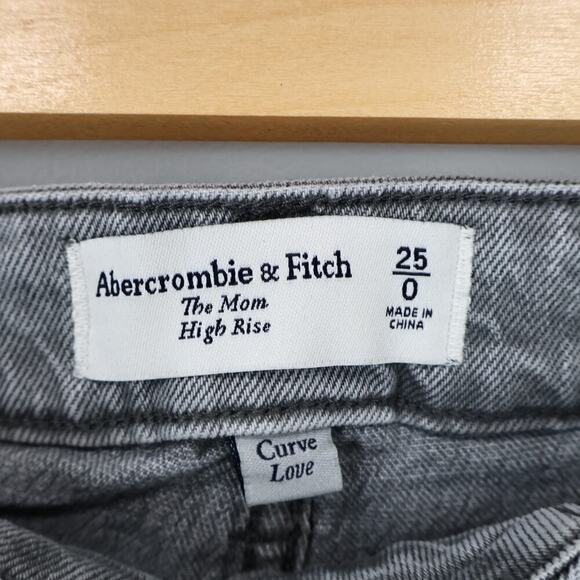 Abercrombie & Fitch
The Mom
High Rise
25
0
MADE IN
CHINA
Curve
Love